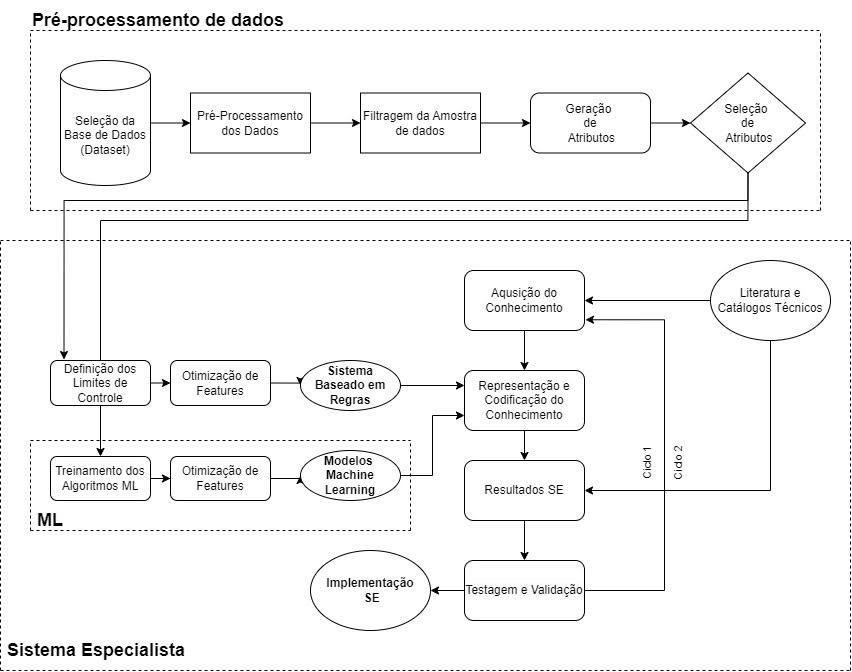 Pré-processamento de dados
Seleção da
Base de Dados
(Dataset)
Pré-Processamento
dos Dados
Filtragem da Amostra
de dados
Geração
de
Atributos
Seleção
de
Atributos
Aqusição do
Conhecimento
Literatura e
Catálogos Técnicos
Definição dos
Limites de
Controle
Otimização de
Features
Sistema
Baseado em
Regras
Representação e
Codificação do
Conhecimento
Treinamento dos
Algoritmos ML
Otimização de
Features
Modelos
Machine
Learning
ML
Resultados SE
Ciclo 1
Ciclo 2
Implementação
SE
Testagem e Validação
Sistema Especialista